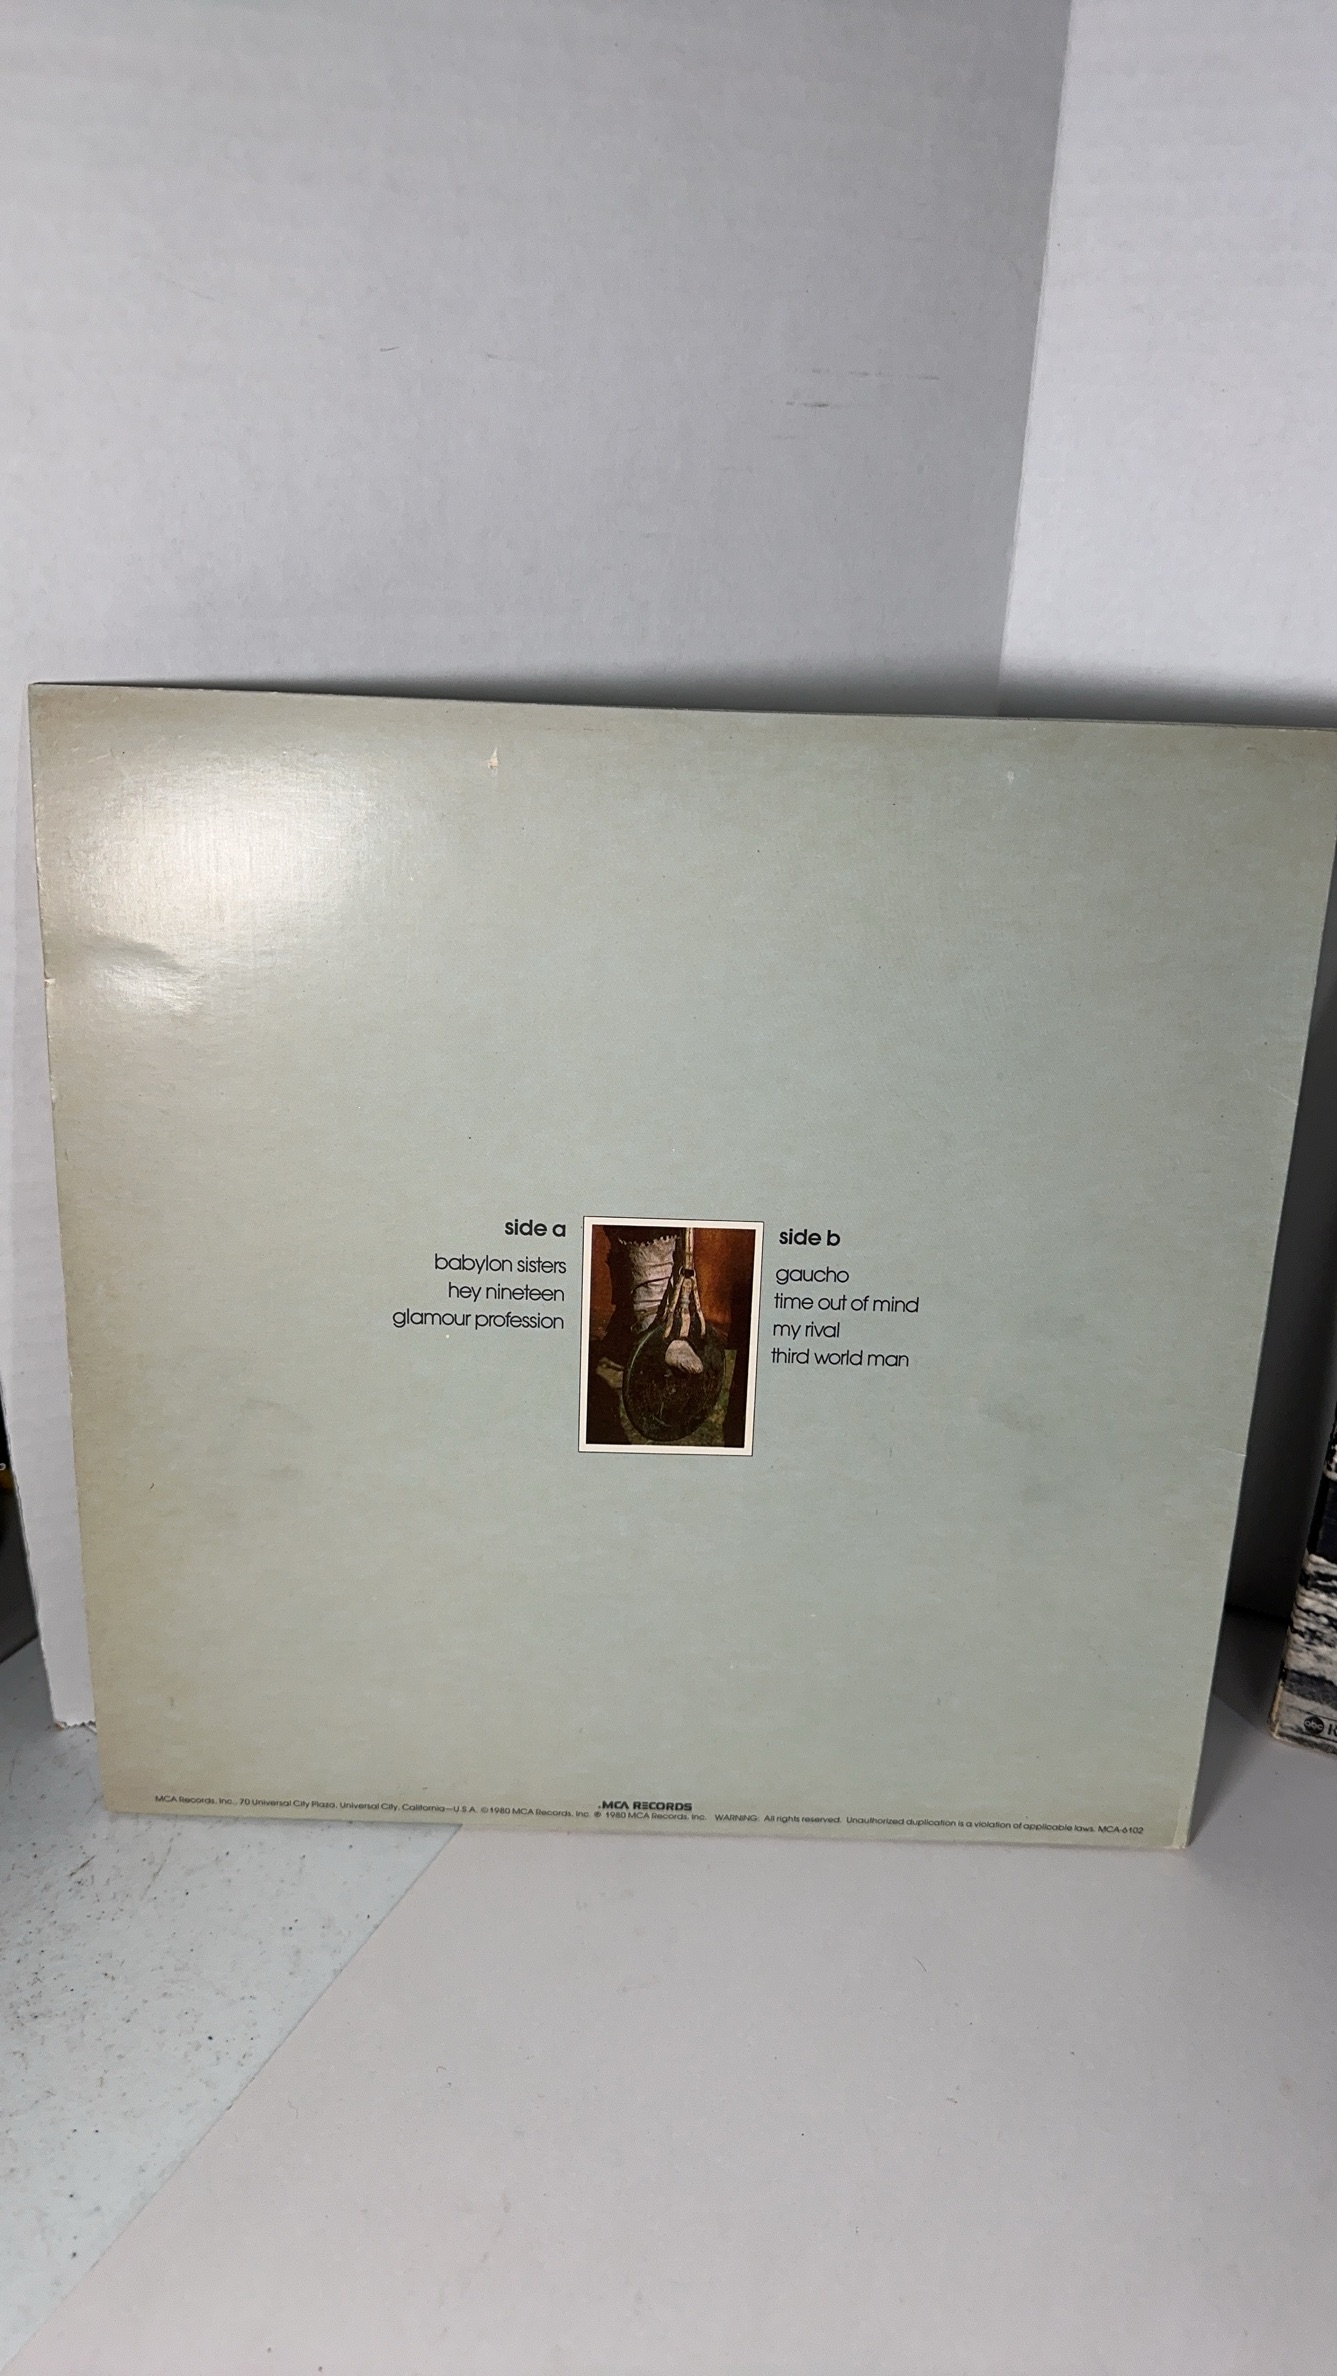 side a
babylon sisters
hey nineteen
glamour profession
side b
gaucho
time out of mind
my rival
third world man
MCA RECORDS
MCA Records, Inc., 70 Universal City Plaza, Universal City, California—U.S.A. ©1980 MCA Records, Inc. ℗ 1980 MCA Records, Inc. WARNING: All rights reserved. Unauthorized duplication is a violation of applicable laws. MCA-6102
abc